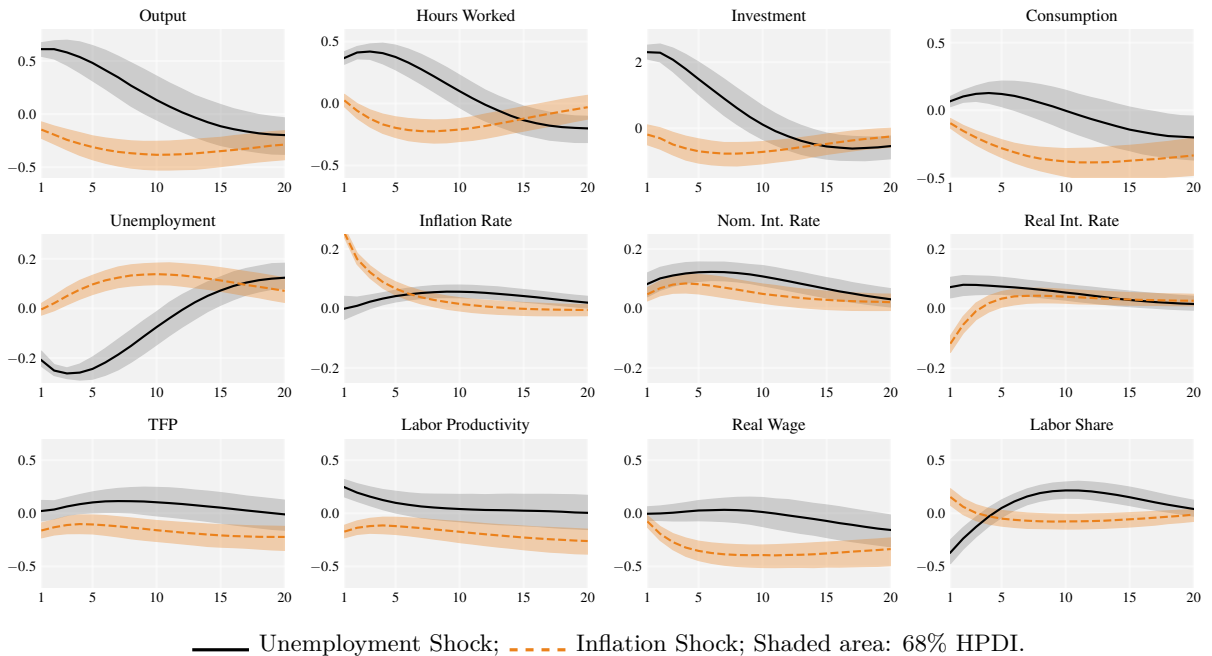 Output Hours Worked Investment Consumption
0.5 0.5 2 0.5
0.0 0.0 0 0.0
−0.5 −0.5 −0.5
1 5 10 15 20 1 5 10 15 20 1 5 10 15 20 1 5 10 15 20
Unemployment Inflation Rate Nom. Int. Rate Real Int. Rate
0.2 0.2 0.2 0.2
0.0 0.0 0.0 0.0
−0.2 −0.2 −0.2 −0.2
1 5 10 15 20 1 5 10 15 20 1 5 10 15 20 1 5 10 15 20
TFP Labor Productivity Real Wage Labor Share
0.5 0.5 0.5 0.5
0.0 0.0 0.0 0.0
−0.5 −0.5 −0.5 −0.5
1 5 10 15 20 1 5 10 15 20 1 5 10 15 20 1 5 10 15 20
Unemployment Shock; Inflation Shock; Shaded area: 68% HPDI.